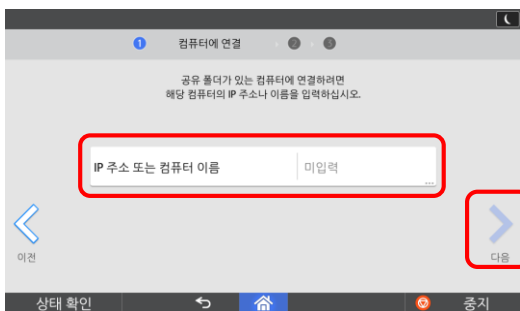 1 컴퓨터에 연결 2 3
공유 폴더가 있는 컴퓨터에 연결하려면
해당 컴퓨터의 IP 주소나 이름을 입력하십시오.
IP 주소 또는 컴퓨터 이름 미입력
...
이전 다음
상태 확인 중지